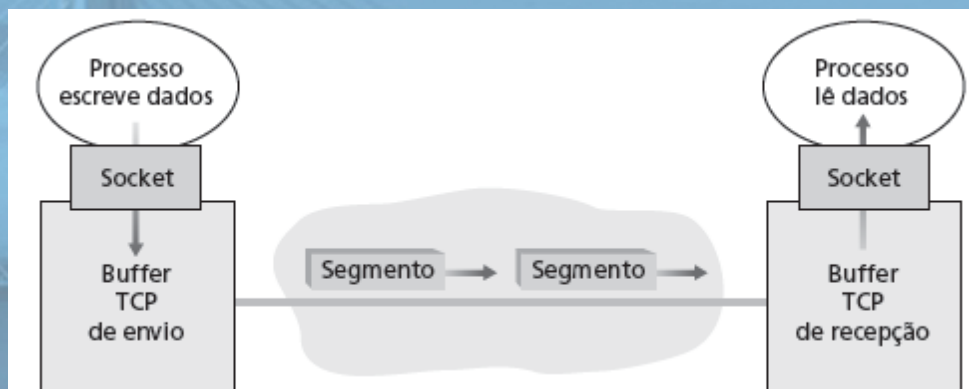 Processo
escreve dados
Socket
Buffer
TCP
de envio
Segmento
Segmento
Processo
lê dados
Socket
Buffer
TCP
de recepção